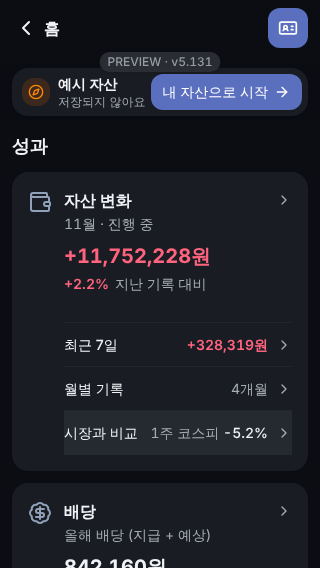 홈
PREVIEW · v5.131
예시 자산
저장되지 않아요
내 자산으로 시작
성과
자산 변화
11월 · 진행 중
+11,752,228원
+2.2% 지난 기록 대비
최근 7일 +328,319원
월별 기록 4개월
시장과 비교 1주 코스피 -5.2%
배당
올해 배당 (지급 + 예상)
842,160원